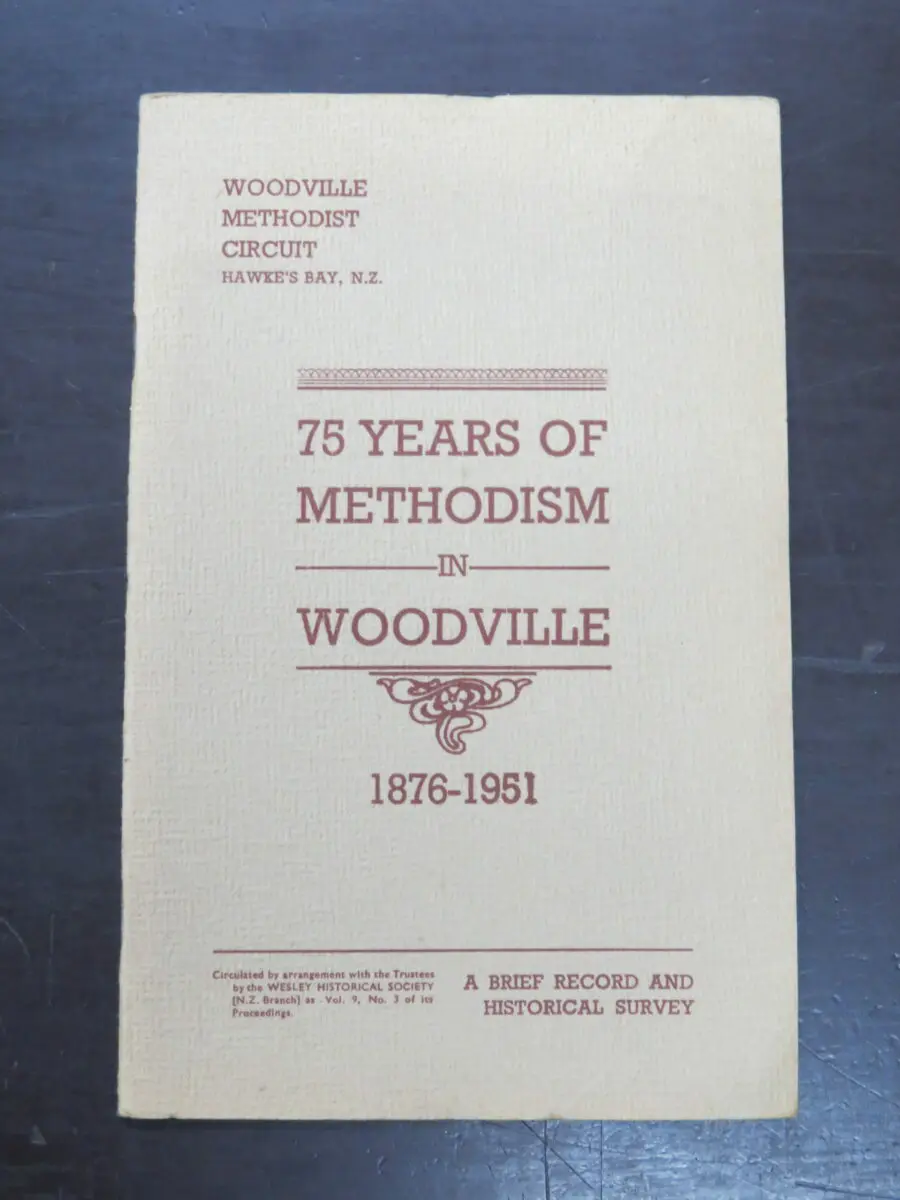 WOODVILLE
METHODIST
CIRCUIT
HAWKE'S BAY, N.Z.
75 YEARS OF
METHODISM
IN
WOODVILLE
1876-1951
Circulated by arrangement with the Trustees
by the WESLEY HISTORICAL SOCIETY
[N.Z. Branch] as Vol. 9, No. 3 of its
Proceedings.
A BRIEF RECORD AND
HISTORICAL SURVEY